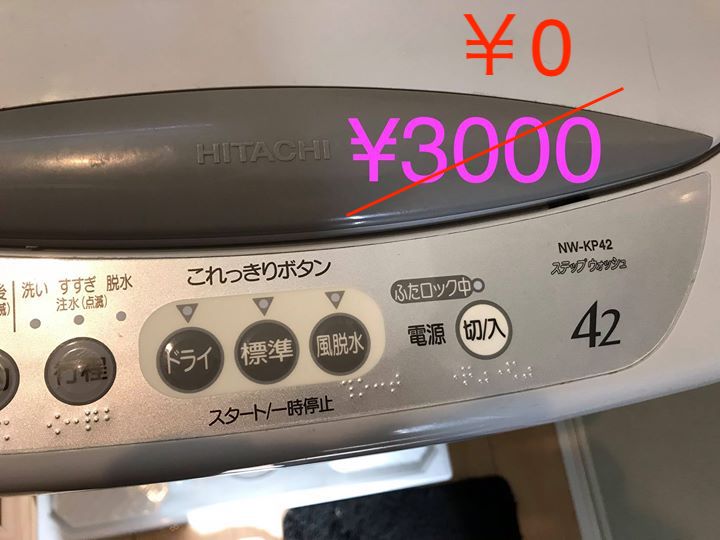 ￥0
¥3000
HITACHI
NW-KP42
ステップウォッシュ
42
これっきりボタン
洗い すすぎ 脱水
注水(点滅)
ふたロック中
電源 切/入
ドライ 標準 風脱水
行程
スタート/一時停止